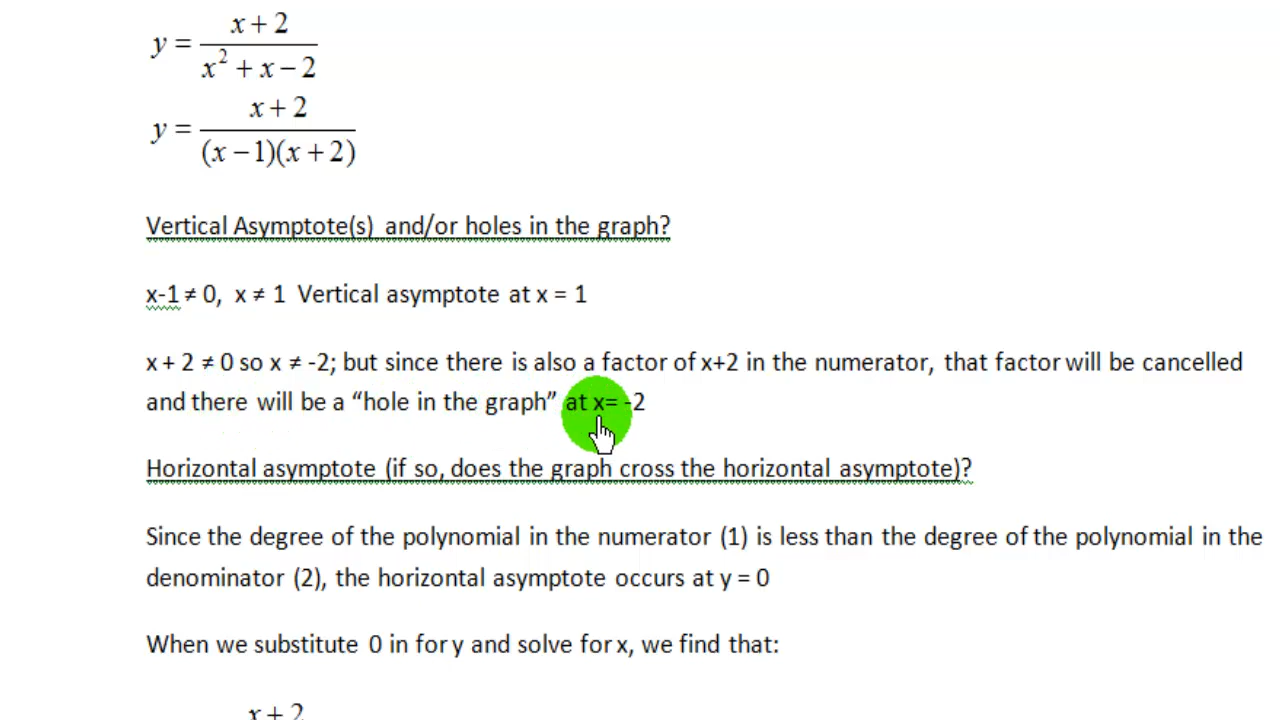 y = \frac{x+2}{x^2+x-2}
y = \frac{x+2}{(x-1)(x+2)}
Vertical Asymptote(s) and/or holes in the graph?
x-1 ≠ 0, x ≠ 1 Vertical asymptote at x = 1
x + 2 ≠ 0 so x ≠ -2; but since there is also a factor of x+2 in the numerator, that factor will be cancelled
and there will be a “hole in the graph” at x= -2
Horizontal asymptote (if so, does the graph cross the horizontal asymptote)?
Since the degree of the polynomial in the numerator (1) is less than the degree of the polynomial in the
denominator (2), the horizontal asymptote occurs at y = 0
When we substitute 0 in for y and solve for x, we find that:
x + 2